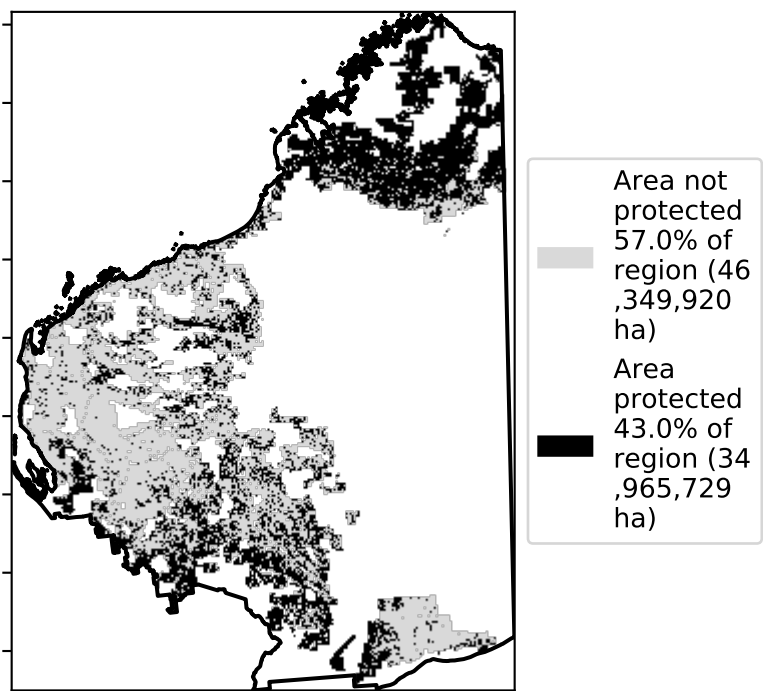 Area not
protected
57.0% of
region (46
,349,920
ha)
Area
protected
43.0% of
region (34
,965,729
ha)